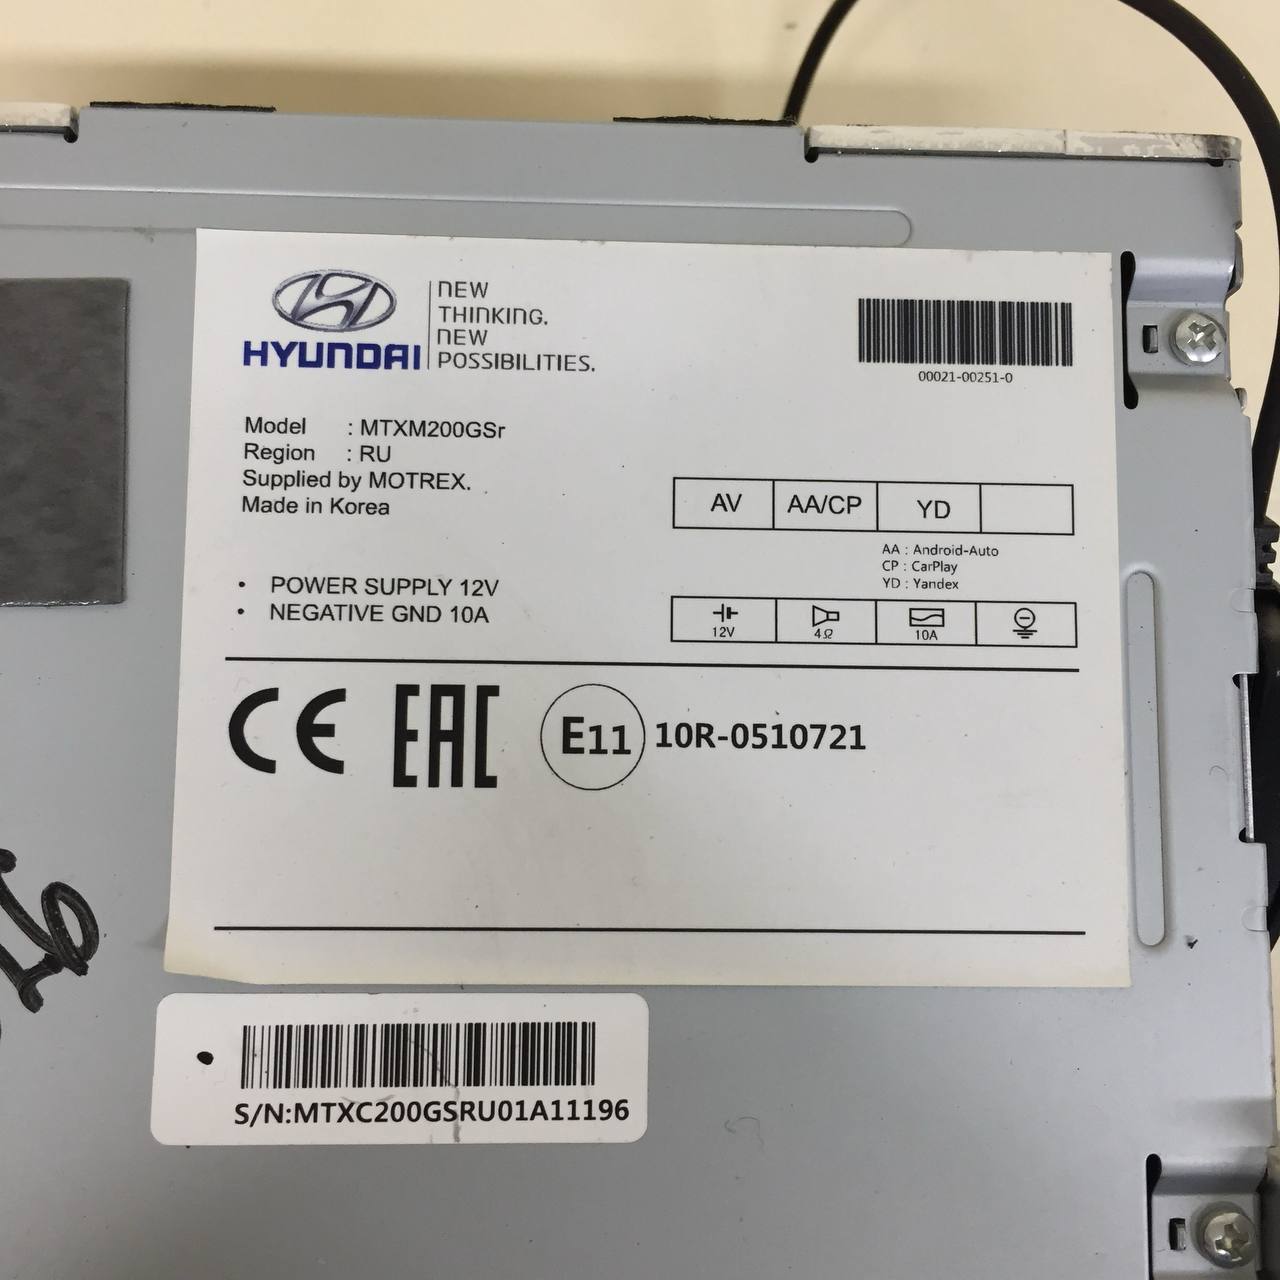 HYUNDAI
NEW
THINKING.
NEW
POSSIBILITIES.
00021-00251-0
Model : MTXM200GSr
Region : RU
Supplied by MOTREX.
Made in Korea
AV AA/CP YD
AA : Android-Auto
CP : CarPlay
YD : Yandex
• POWER SUPPLY 12V
• NEGATIVE GND 10A
12V 4Ω 10A
CE EAC E11 10R-0510721
S/N:MTXC200GSRU01A11196